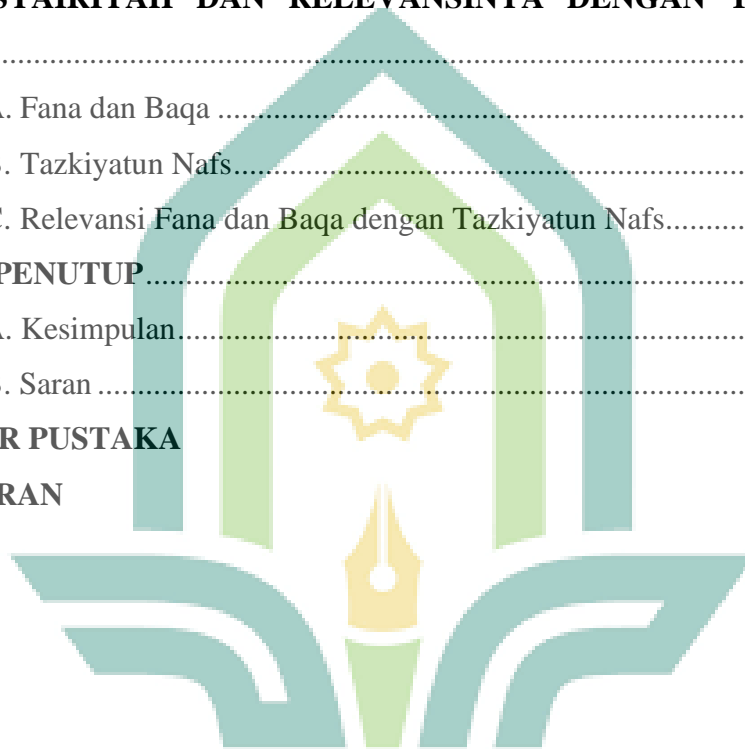 DAN RELEVANSINYA DENGAN
A. Fana dan Baqa ........................................................................
B. Tazkiyatun Nafs......................................................................
C. Relevansi Fana dan Baqa dengan Tazkiyatun Nafs..........
PENUTUP..............................................................................
A. Kesimpulan............................................................................
B. Saran ......................................................................................
R PUSTAKA
RAN